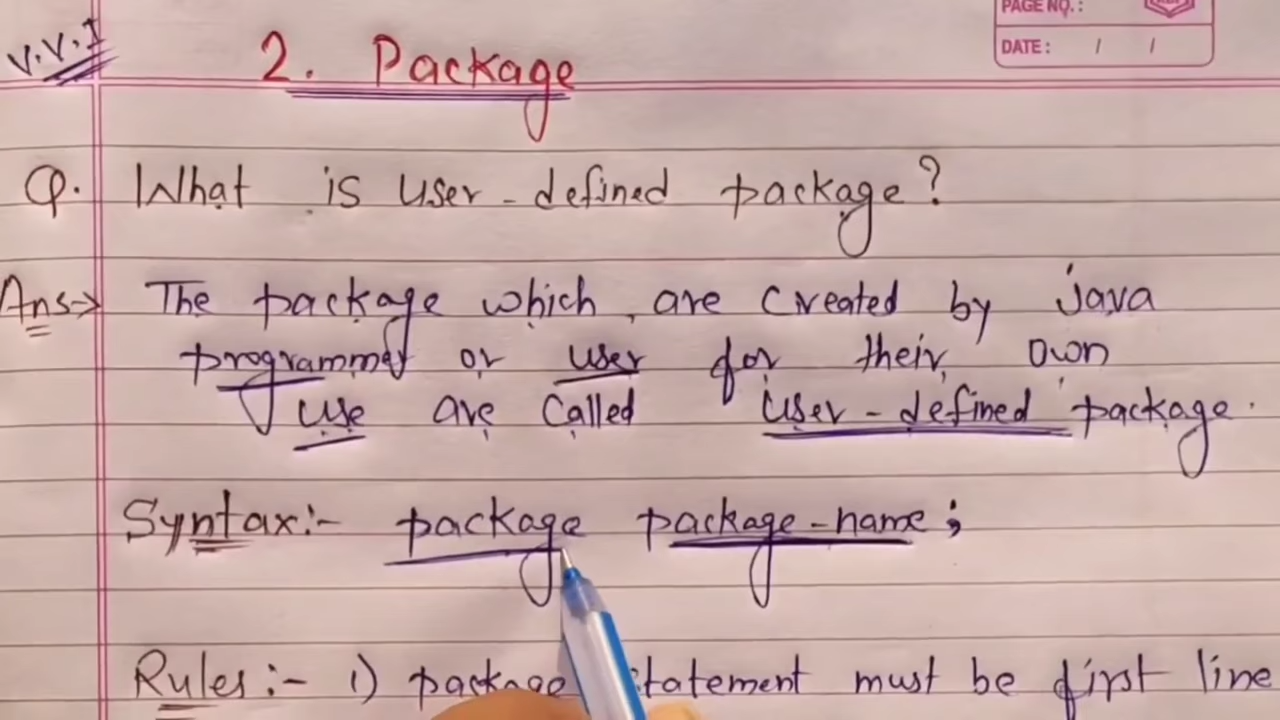 PAGE NO.:
DATE: / /
V.V.I
2. Package
Q. What is user-defined package?
Ans-> The package which are created by java
programmer or user for their own
use are called user-defined package.
Syntax:- package package-name;
Rules:- 1) package statement must be first line